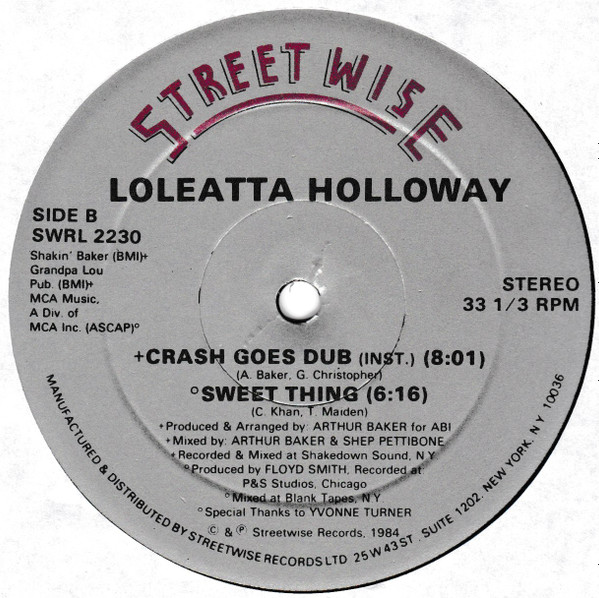 STREETWISE
LOLEATTA HOLLOWAY
SIDE B
SWRL 2230
Shakin' Baker (BMI)+
Grandpa Lou
Pub. (BMI)+
MCA Music,
A Div. of
MCA Inc. (ASCAP)°
STEREO
33 1/3 RPM
+CRASH GOES DUB (INST.) (8:01)
(A. Baker, G. Christopher)
°SWEET THING (6:16)
(C. Khan, T. Maiden)
+Produced & Arranged by: ARTHUR BAKER for ABI
+Mixed by: ARTHUR BAKER & SHEP PETTIBONE
+Recorded & Mixed at Shakedown Sound, N.Y.
°Produced by FLOYD SMITH, Recorded at:
P&S Studios, Chicago
°Mixed at Blank Tapes, N.Y.
°Special Thanks to YVONNE TURNER
© & ℗ Streetwise Records, 1984
MANUFACTURED & DISTRIBUTED BY STREETWISE RECORDS LTD 25 W 43 ST. SUITE 1202, NEW YORK, NY 10036